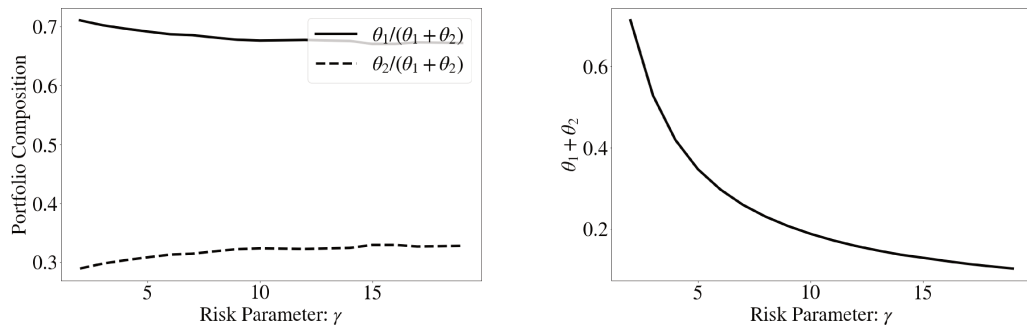 0.7
0.6
0.5
0.4
0.3
Portfolio Composition
θ₁/(θ₁ + θ₂)
θ₂/(θ₁ + θ₂)
5
10
15
Risk Parameter: γ
0.6
0.4
0.2
θ₁ + θ₂
5
10
15
Risk Parameter: γ